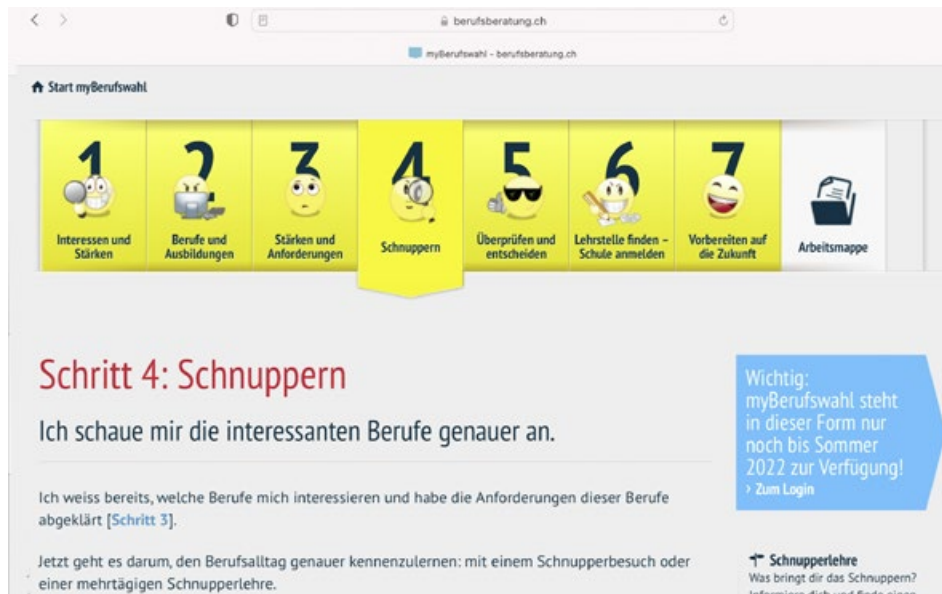 berufsberatung.ch
myBerufswahl - berufsberatung.ch
Start myBerufswahl
1
2
3
4
5
6
7
Interessen und
Stärken
Berufe und
Ausbildungen
Stärken und
Anforderungen
Schnuppern
Überprüfen und
entscheiden
Lehrstelle finden –
Schule anmelden
Vorbereiten auf
die Zukunft
Arbeitsmappe
Schritt 4: Schnuppern
Ich schaue mir die interessanten Berufe genauer an.
Ich weiss bereits, welche Berufe mich interessieren und habe die Anforderungen dieser Berufe
abgeklärt [Schritt 3].
Jetzt geht es darum, den Berufsalltag genauer kennenzulernen: mit einem Schnupperbesuch oder
einer mehrtägigen Schnupperlehre.
Wichtig:
myBerufswahl steht
in dieser Form nur
noch bis Sommer
2022 zur Verfügung!
› Zum Login
Schnupperlehre
Was bringt dir das Schnuppern?
Informiere dich und finde einen